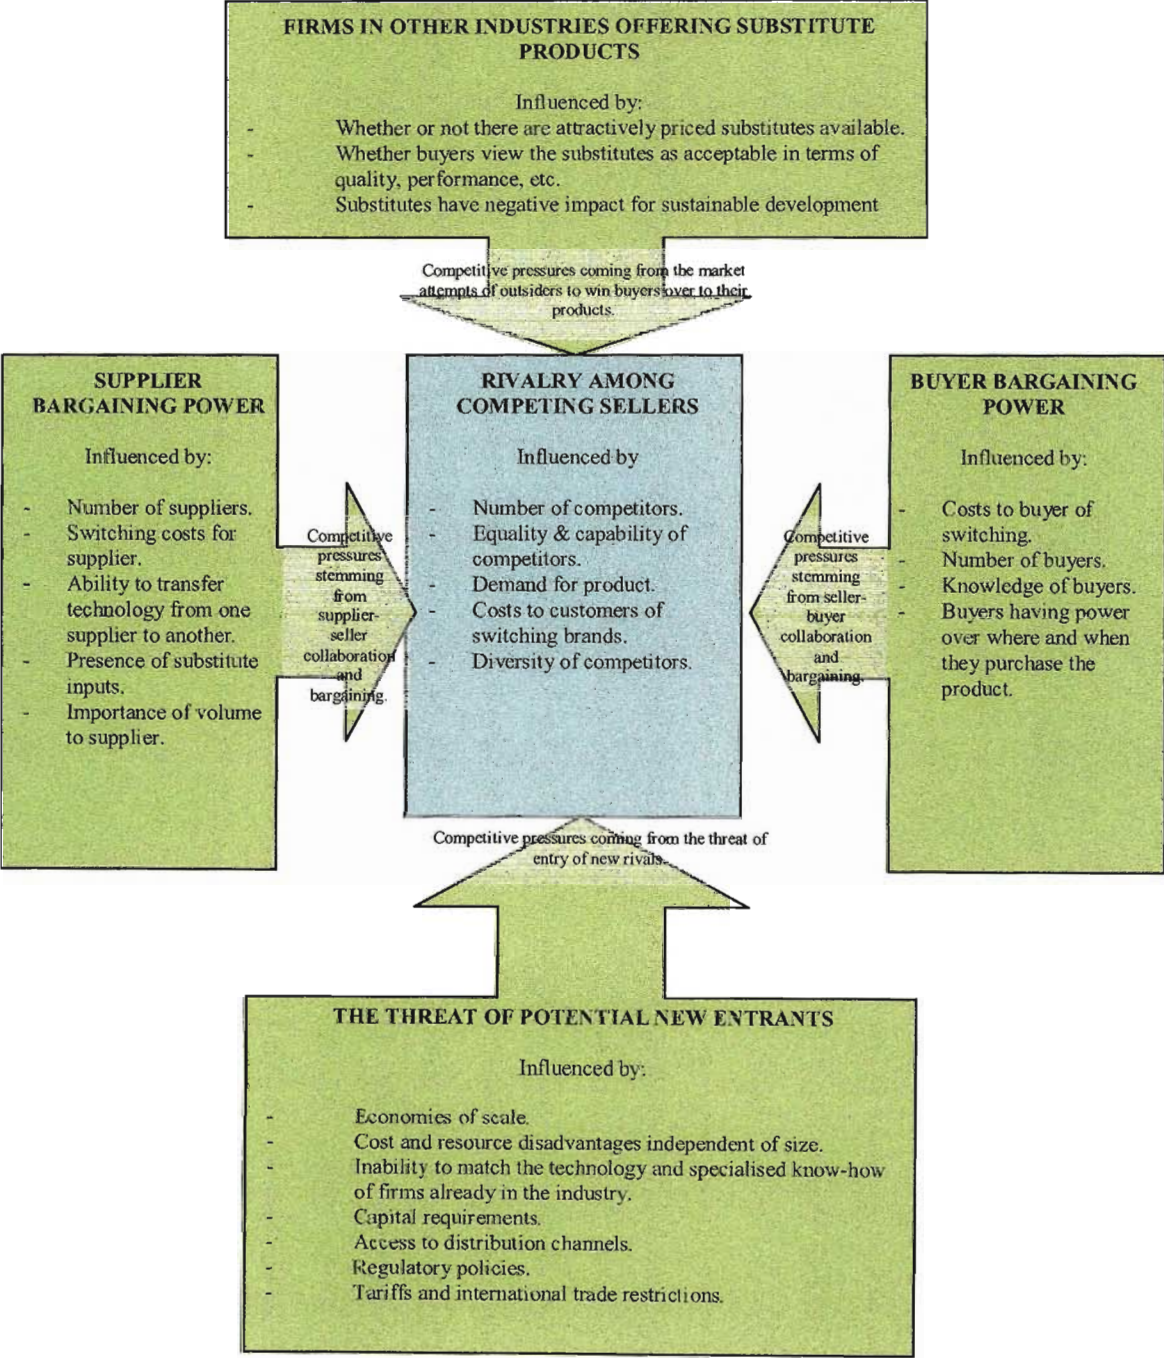 FIRMS IN OTHER INDUSTRIES OFFERING SUBSTITUTE
PRODUCTS
Influenced by:
- Whether or not there are attractively priced substitutes available.
- Whether buyers view the substitutes as acceptable in terms of
quality, performance, etc.
- Substitutes have negative impact for sustainable development
Competitive pressures coming from the market
attempts of outsiders to win buyers over to their
products.
SUPPLIER
BARGAINING POWER
Influenced by:
- Number of suppliers.
- Switching costs for
supplier.
- Ability to transfer
technology from one
supplier to another.
- Presence of substitute
inputs.
- Importance of volume
to supplier.
Competitive
pressures
stemming
from
supplier-
seller
collaboration
and
bargaining.
RIVALRY AMONG
COMPETING SELLERS
Influenced by
- Number of competitors.
- Equality & capability of
competitors.
- Demand for product.
- Costs to customers of
switching brands.
- Diversity of competitors.
Competitive
pressures
stemming
from seller-
buyer
collaboration
and
bargaining.
BUYER BARGAINING
POWER
Influenced by:
- Costs to buyer of
switching.
- Number of buyers.
- Knowledge of buyers.
- Buyers having power
over where and when
they purchase the
product.
Competitive pressures coming from the threat of
entry of new rivals.
THE THREAT OF POTENTIAL NEW ENTRANTS
Influenced by:
- Economies of scale.
- Cost and resource disadvantages independent of size.
- Inability to match the technology and specialised know-how
of firms already in the industry.
- Capital requirements.
- Access to distribution channels.
- Regulatory policies.
- Tariffs and international trade restrictions.